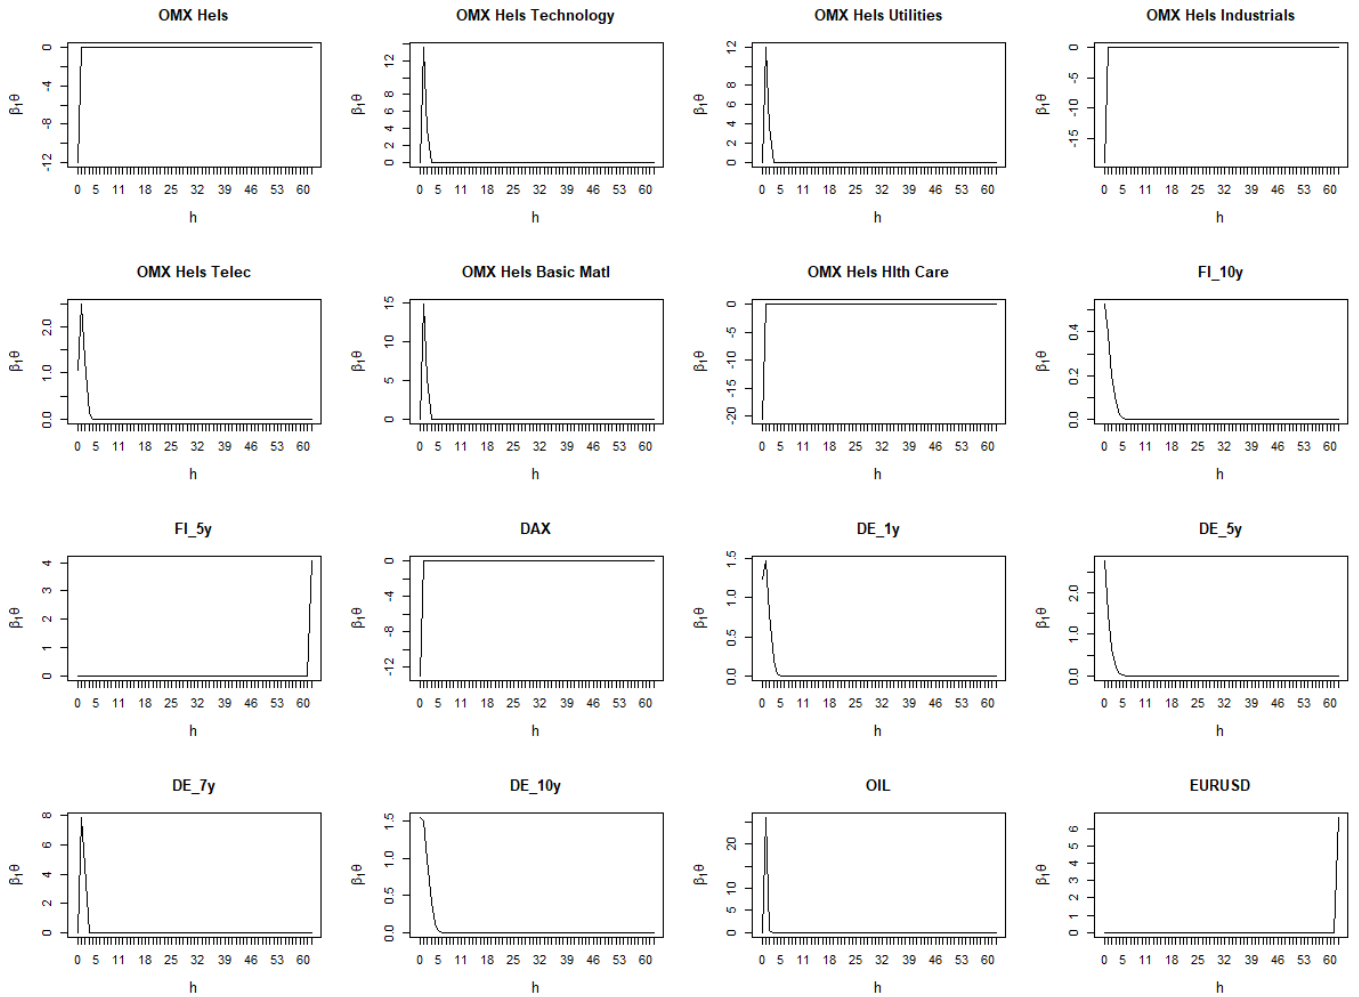 OMX Hels
OMX Hels Technology
OMX Hels Utilities
OMX Hels Industrials
β₁θ
0
-4
-8
-12
0 5 11 18 25 32 39 46 53 60
h
β₁θ
12
8
6
4
2
0
0 5 11 18 25 32 39 46 53 60
h
β₁θ
12
10
8
6
4
2
0
0 5 11 18 25 32 39 46 53 60
h
β₁θ
0
-5
-10
-15
0 5 11 18 25 32 39 46 53 60
h
OMX Hels Telec
OMX Hels Basic Matl
OMX Hels Hlth Care
FI_10y
β₁θ
2.0
1.0
0.0
0 5 11 18 25 32 39 46 53 60
h
β₁θ
15
10
5
0
0 5 11 18 25 32 39 46 53 60
h
β₁θ
0
-5
-10
-15
-20
0 5 11 18 25 32 39 46 53 60
h
β₁θ
0.4
0.2
0.0
0 5 11 18 25 32 39 46 53 60
h
FI_5y
DAX
DE_1y
DE_5y
β₁θ
4
3
2
1
0
0 5 11 18 25 32 39 46 53 60
h
β₁θ
0
-4
-8
-12
0 5 11 18 25 32 39 46 53 60
h
β₁θ
1.5
1.0
0.5
0.0
0 5 11 18 25 32 39 46 53 60
h
β₁θ
2.0
1.0
0.0
0 5 11 18 25 32 39 46 53 60
h
DE_7y
DE_10y
OIL
EURUSD
β₁θ
8
6
4
2
0
0 5 11 18 25 32 39 46 53 60
h
β₁θ
1.5
1.0
0.5
0.0
0 5 11 18 25 32 39 46 53 60
h
β₁θ
20
10
5
0
0 5 11 18 25 32 39 46 53 60
h
β₁θ
6
5
4
3
2
1
0
0 5 11 18 25 32 39 46 53 60
h